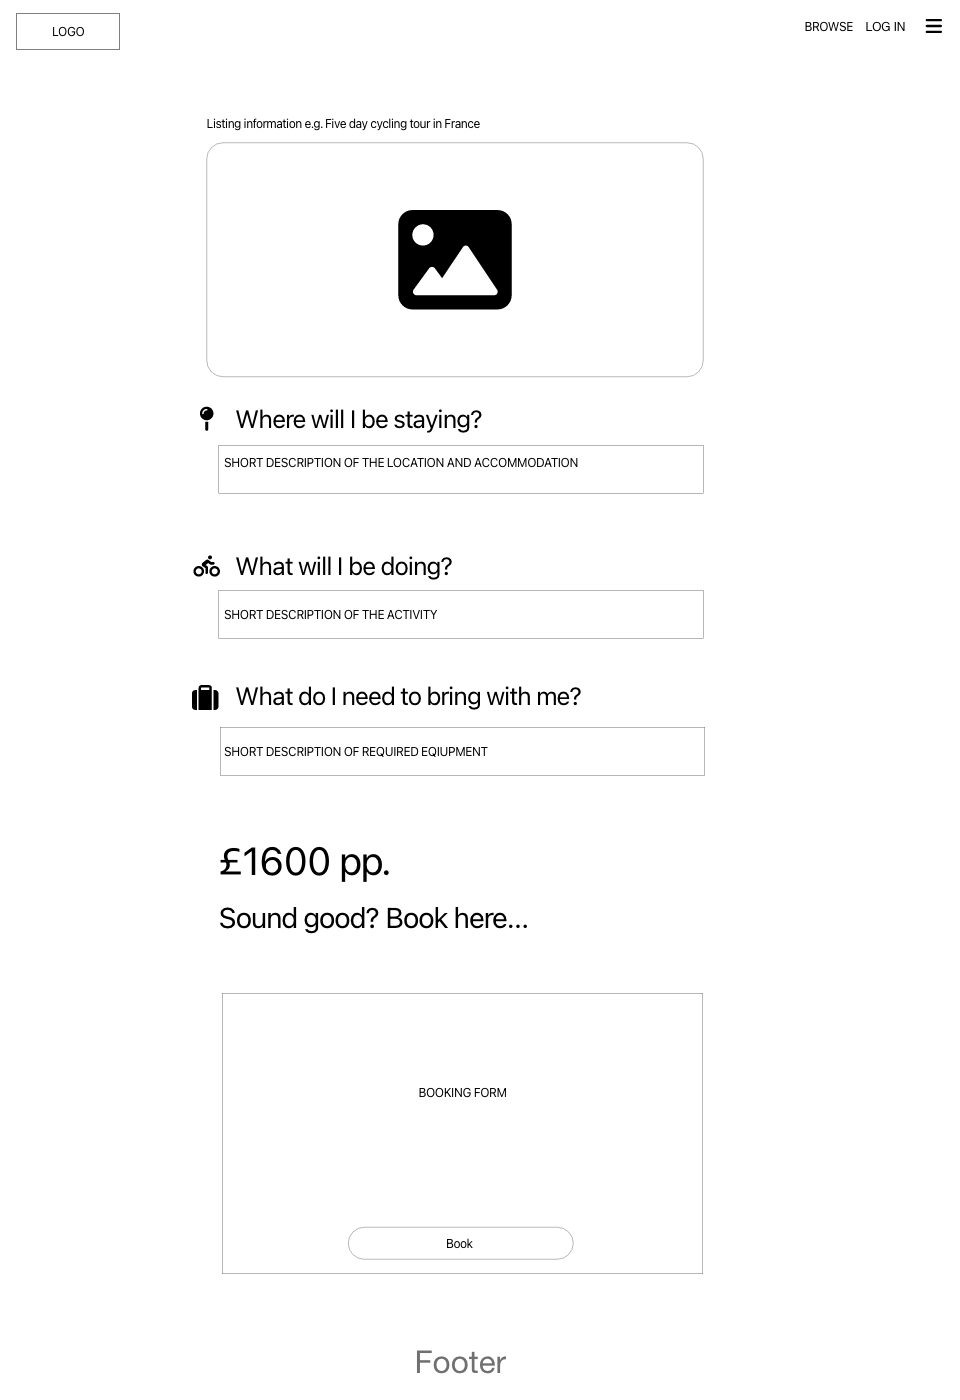 LOGO
BROWSE LOG IN
Listing information e.g. Five day cycling tour in France
Where will I be staying?
SHORT DESCRIPTION OF THE LOCATION AND ACCOMMODATION
What will I be doing?
SHORT DESCRIPTION OF THE ACTIVITY
What do I need to bring with me?
SHORT DESCRIPTION OF REQUIRED EQIUPMENT
£1600 pp.
Sound good? Book here...
BOOKING FORM
Book
Footer